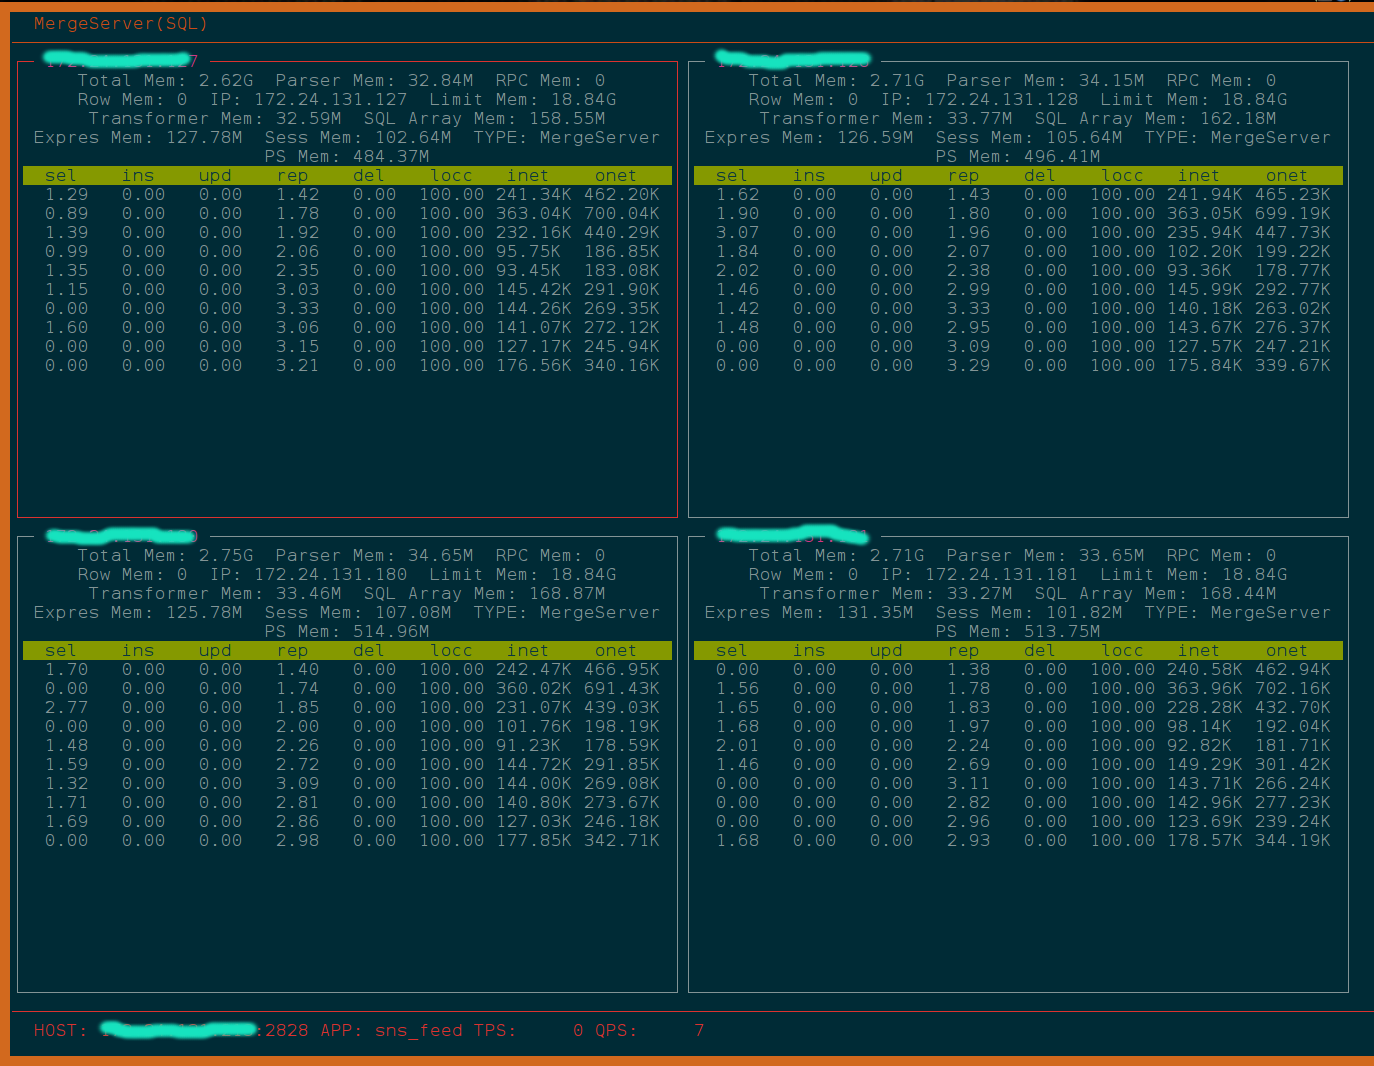 MergeServer(SQL)
Total Mem: 2.62G  Parser Mem: 32.84M  RPC Mem: 0
Row Mem: 0  IP: 172.24.131.127  Limit Mem: 18.84G
Transformer Mem: 32.59M  SQL Array Mem: 158.55M
Expres Mem: 127.78M  Sess Mem: 102.64M  TYPE: MergeServer
PS Mem: 484.37M
sel ins upd rep del locc inet onet
1.29 0.00 0.00 1.42 0.00 100.00 241.34K 462.20K
0.89 0.00 0.00 1.78 0.00 100.00 363.04K 700.04K
1.39 0.00 0.00 1.92 0.00 100.00 232.16K 440.29K
0.99 0.00 0.00 2.06 0.00 100.00 95.75K 186.85K
1.35 0.00 0.00 2.35 0.00 100.00 93.45K 183.08K
1.15 0.00 0.00 3.03 0.00 100.00 145.42K 291.90K
0.00 0.00 0.00 3.33 0.00 100.00 144.26K 269.35K
1.60 0.00 0.00 3.06 0.00 100.00 141.07K 272.12K
0.00 0.00 0.00 3.15 0.00 100.00 127.17K 245.94K
0.00 0.00 0.00 3.21 0.00 100.00 176.56K 340.16K
Total Mem: 2.71G  Parser Mem: 34.15M  RPC Mem: 0
Row Mem: 0  IP: 172.24.131.128  Limit Mem: 18.84G
Transformer Mem: 33.77M  SQL Array Mem: 162.18M
Expres Mem: 126.59M  Sess Mem: 105.64M  TYPE: MergeServer
PS Mem: 496.41M
sel ins upd rep del locc inet onet
1.62 0.00 0.00 1.43 0.00 100.00 241.94K 465.23K
1.90 0.00 0.00 1.80 0.00 100.00 363.05K 699.19K
3.07 0.00 0.00 1.96 0.00 100.00 235.94K 447.73K
1.84 0.00 0.00 2.07 0.00 100.00 102.20K 199.22K
2.02 0.00 0.00 2.38 0.00 100.00 93.36K 178.77K
1.46 0.00 0.00 2.99 0.00 100.00 145.99K 292.77K
1.42 0.00 0.00 3.33 0.00 100.00 140.18K 263.02K
1.48 0.00 0.00 2.95 0.00 100.00 143.67K 276.37K
0.00 0.00 0.00 3.09 0.00 100.00 127.57K 247.21K
0.00 0.00 0.00 3.29 0.00 100.00 175.84K 339.67K
Total Mem: 2.75G  Parser Mem: 34.65M  RPC Mem: 0
Row Mem: 0  IP: 172.24.131.180  Limit Mem: 18.84G
Transformer Mem: 33.46M  SQL Array Mem: 168.87M
Expres Mem: 125.78M  Sess Mem: 107.08M  TYPE: MergeServer
PS Mem: 514.96M
sel ins upd rep del locc inet onet
1.70 0.00 0.00 1.40 0.00 100.00 242.47K 466.95K
0.00 0.00 0.00 1.74 0.00 100.00 360.02K 691.43K
2.77 0.00 0.00 1.85 0.00 100.00 231.07K 439.03K
0.00 0.00 0.00 2.00 0.00 100.00 101.76K 198.19K
1.48 0.00 0.00 2.26 0.00 100.00 91.23K 178.59K
1.59 0.00 0.00 2.72 0.00 100.00 144.72K 291.85K
1.32 0.00 0.00 3.09 0.00 100.00 144.00K 269.08K
1.71 0.00 0.00 2.81 0.00 100.00 140.80K 273.67K
1.69 0.00 0.00 2.86 0.00 100.00 127.03K 246.18K
0.00 0.00 0.00 2.98 0.00 100.00 177.85K 342.71K
Total Mem: 2.71G  Parser Mem: 33.65M  RPC Mem: 0
Row Mem: 0  IP: 172.24.131.181  Limit Mem: 18.84G
Transformer Mem: 33.27M  SQL Array Mem: 168.44M
Expres Mem: 131.35M  Sess Mem: 101.82M  TYPE: MergeServer
PS Mem: 513.75M
sel ins upd rep del locc inet onet
0.00 0.00 0.00 1.38 0.00 100.00 240.58K 462.94K
1.56 0.00 0.00 1.78 0.00 100.00 363.96K 702.16K
1.65 0.00 0.00 1.83 0.00 100.00 228.28K 432.70K
1.68 0.00 0.00 1.97 0.00 100.00 98.14K 192.04K
2.01 0.00 0.00 2.24 0.00 100.00 92.82K 181.71K
1.46 0.00 0.00 2.69 0.00 100.00 149.29K 301.42K
0.00 0.00 0.00 3.11 0.00 100.00 143.71K 266.24K
0.00 0.00 0.00 2.82 0.00 100.00 142.96K 277.23K
0.00 0.00 0.00 2.96 0.00 100.00 123.69K 239.24K
1.68 0.00 0.00 2.93 0.00 100.00 178.57K 344.19K
HOST: :2828 APP: sns_feed TPS: 0 QPS: 7